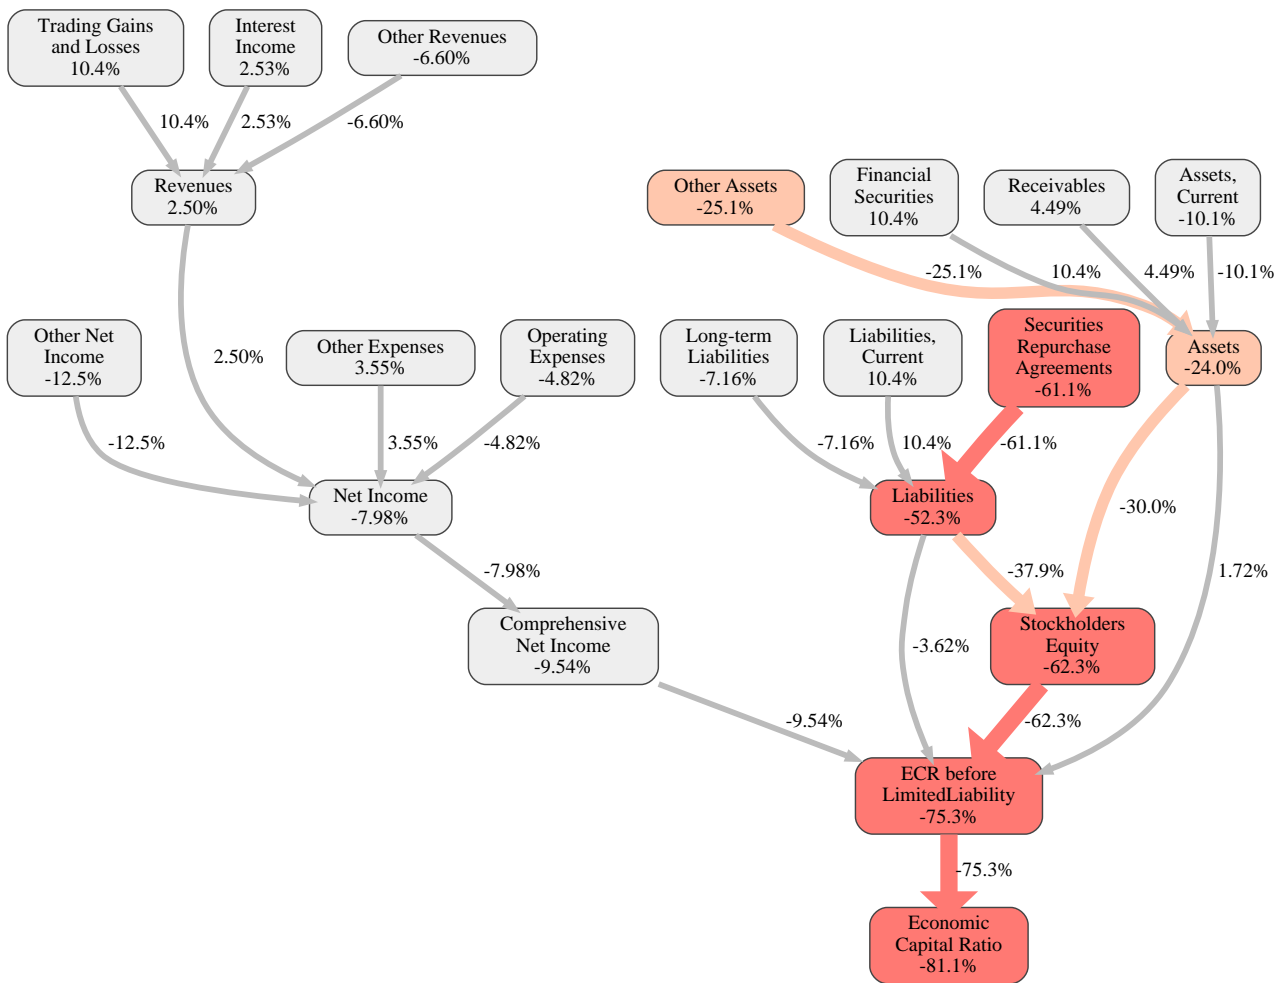 Trading Gains
and Losses
10.4%
Interest
Income
2.53%
Other Revenues
-6.60%
10.4%
2.53%
-6.60%
Revenues
2.50%
Other Assets
-25.1%
Financial
Securities
10.4%
Receivables
4.49%
Assets,
Current
-10.1%
-25.1%
10.4%
4.49%
-10.1%
Other Net
Income
-12.5%
2.50%
Other Expenses
3.55%
Operating
Expenses
-4.82%
Long-term
Liabilities
-7.16%
Liabilities,
Current
10.4%
Securities
Repurchase
Agreements
-61.1%
Assets
-24.0%
-12.5%
3.55%
-4.82%
-7.16%
10.4%
-61.1%
Net Income
-7.98%
Liabilities
-52.3%
-30.0%
-7.98%
-37.9%
1.72%
Comprehensive
Net Income
-9.54%
-3.62%
Stockholders
Equity
-62.3%
-9.54%
-62.3%
ECR before
LimitedLiability
-75.3%
-75.3%
Economic
Capital Ratio
-81.1%